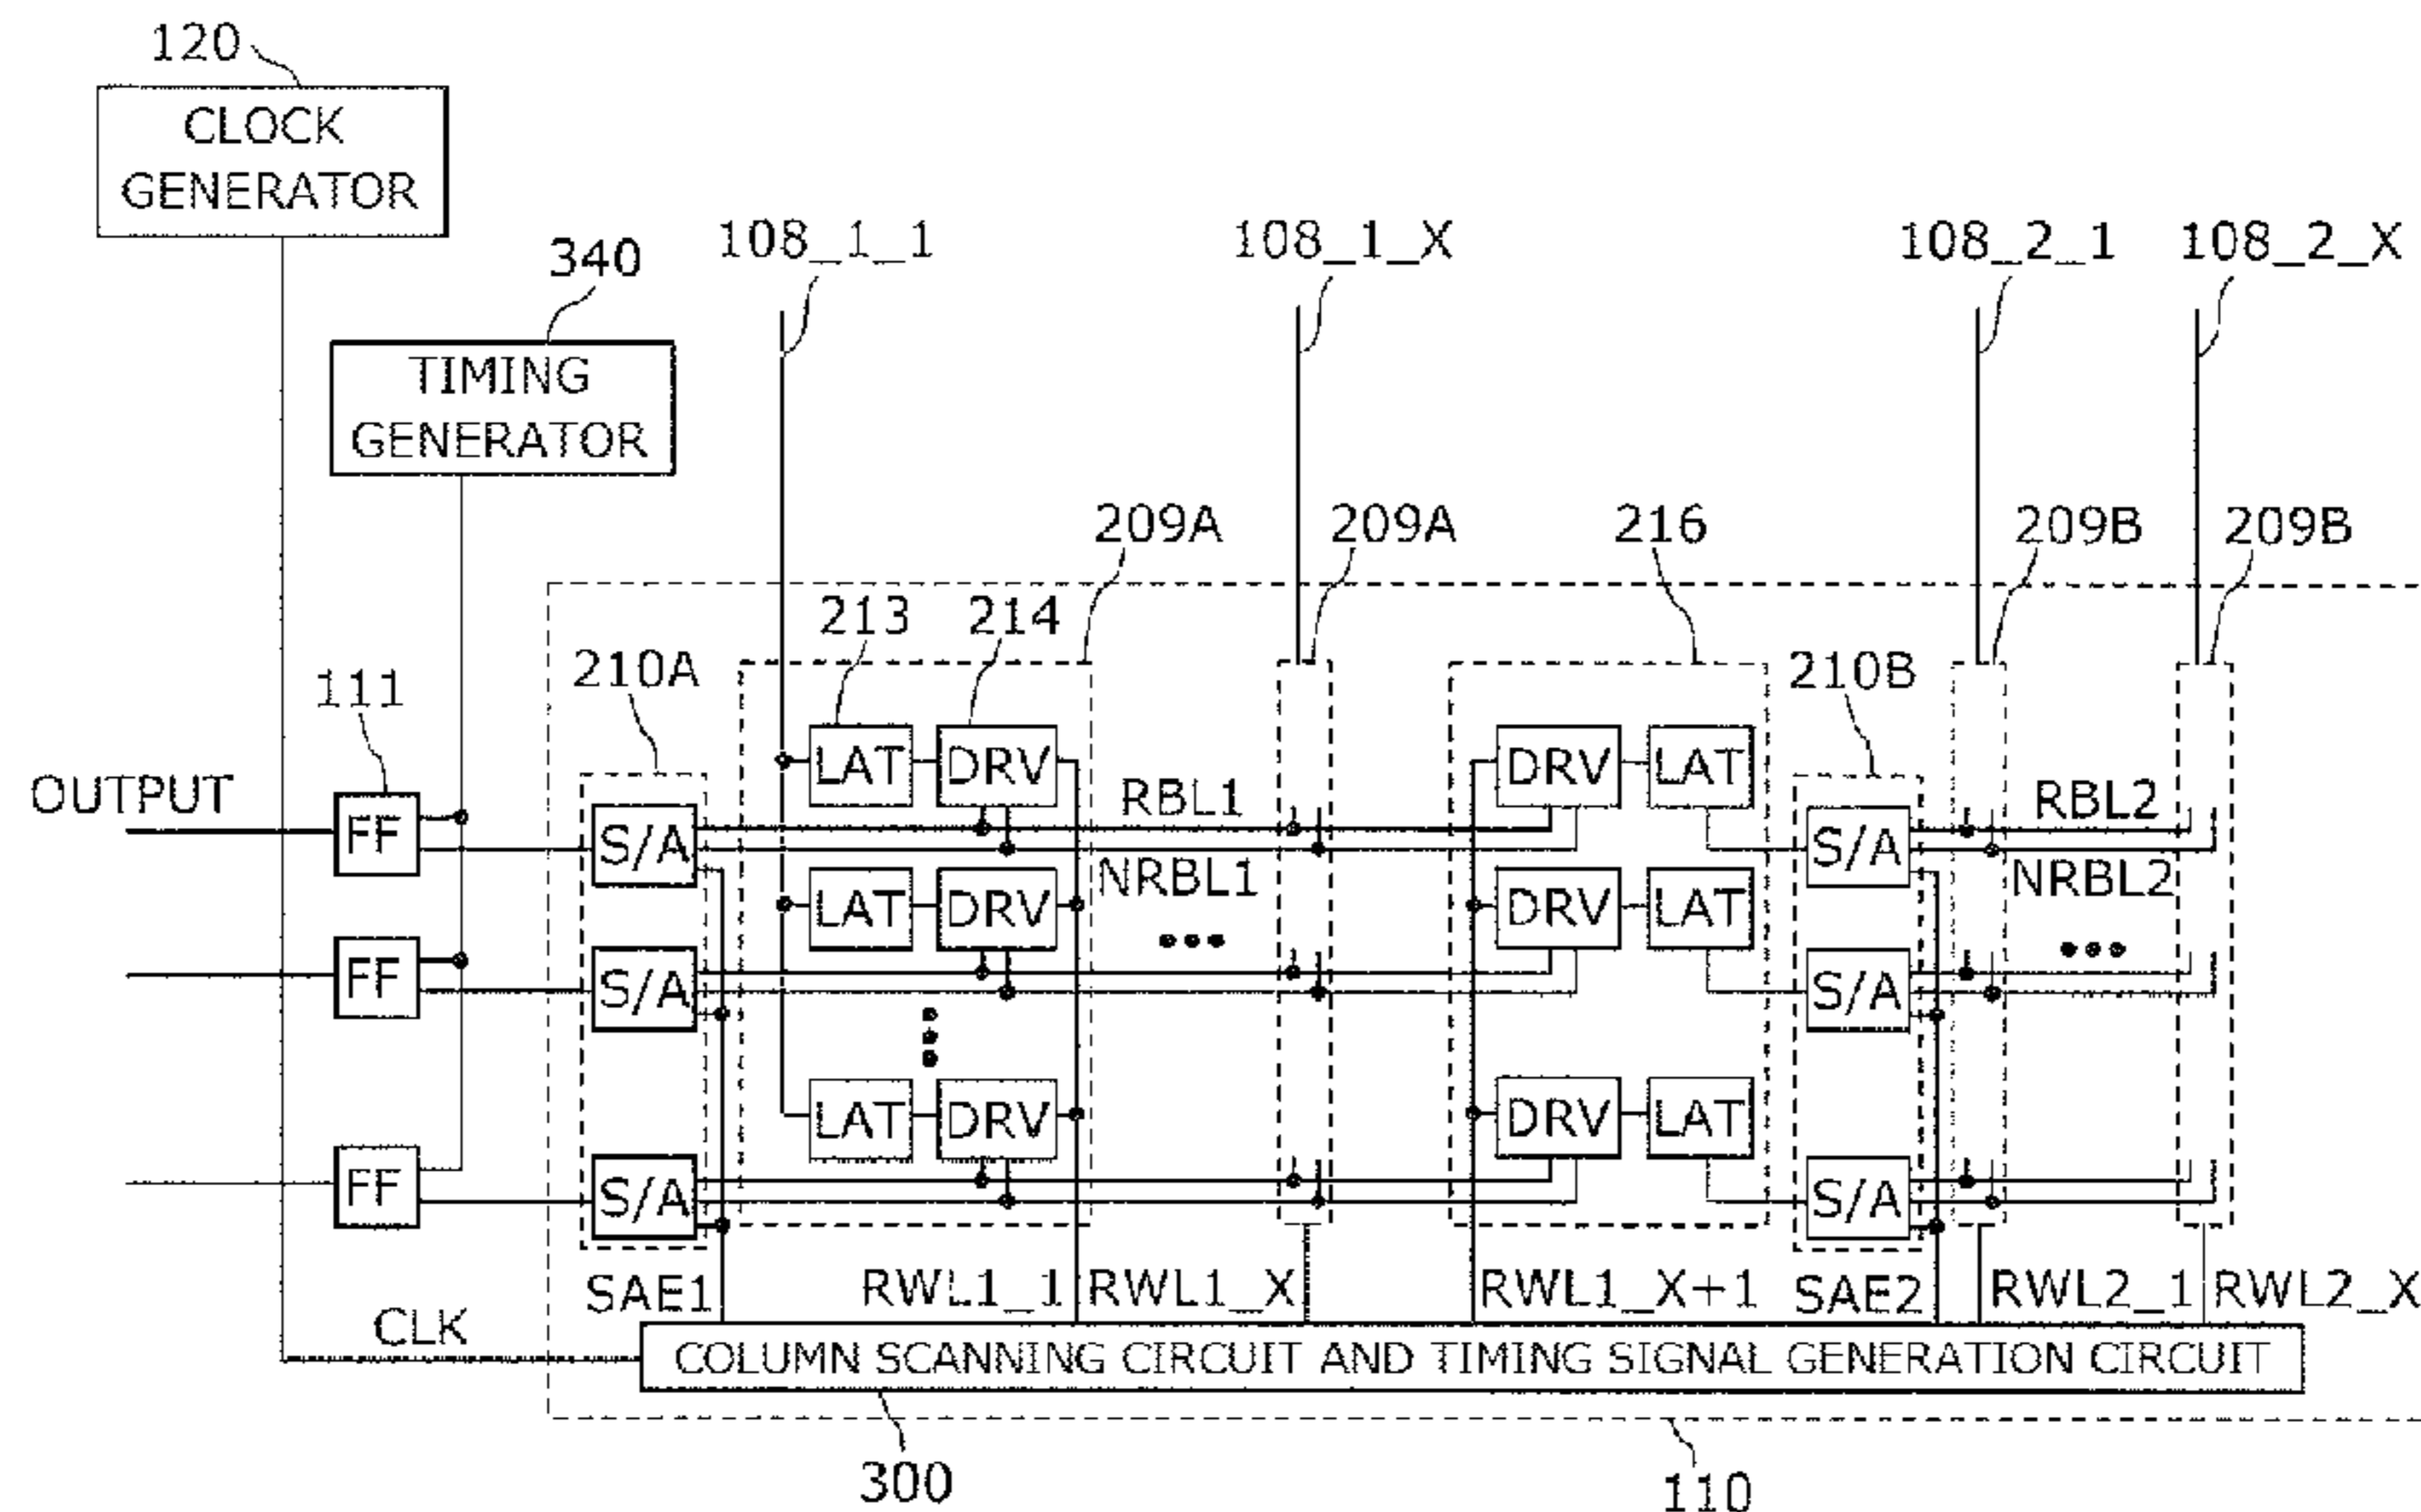 120
CLOCK
GENERATOR
340
TIMING
GENERATOR
108_1_1
108_1_X
108_2_1
108_2_X
209A
209A
216
209B
209B
213
214
210A
210B
111
LAT
DRV
DRV
LAT
OUTPUT
FF
S/A
RBL1
S/A
RBL2
NRBL1
NRBL2
LAT
DRV
DRV
LAT
FF
S/A
S/A
LAT
DRV
DRV
LAT
FF
S/A
S/A
SAE1
RWL1_1
RWL1_X
RWL1_X+1
SAE2
RWL2_1
RWL2_X
CLK
COLUMN SCANNING CIRCUIT AND TIMING SIGNAL GENERATION CIRCUIT
300
110